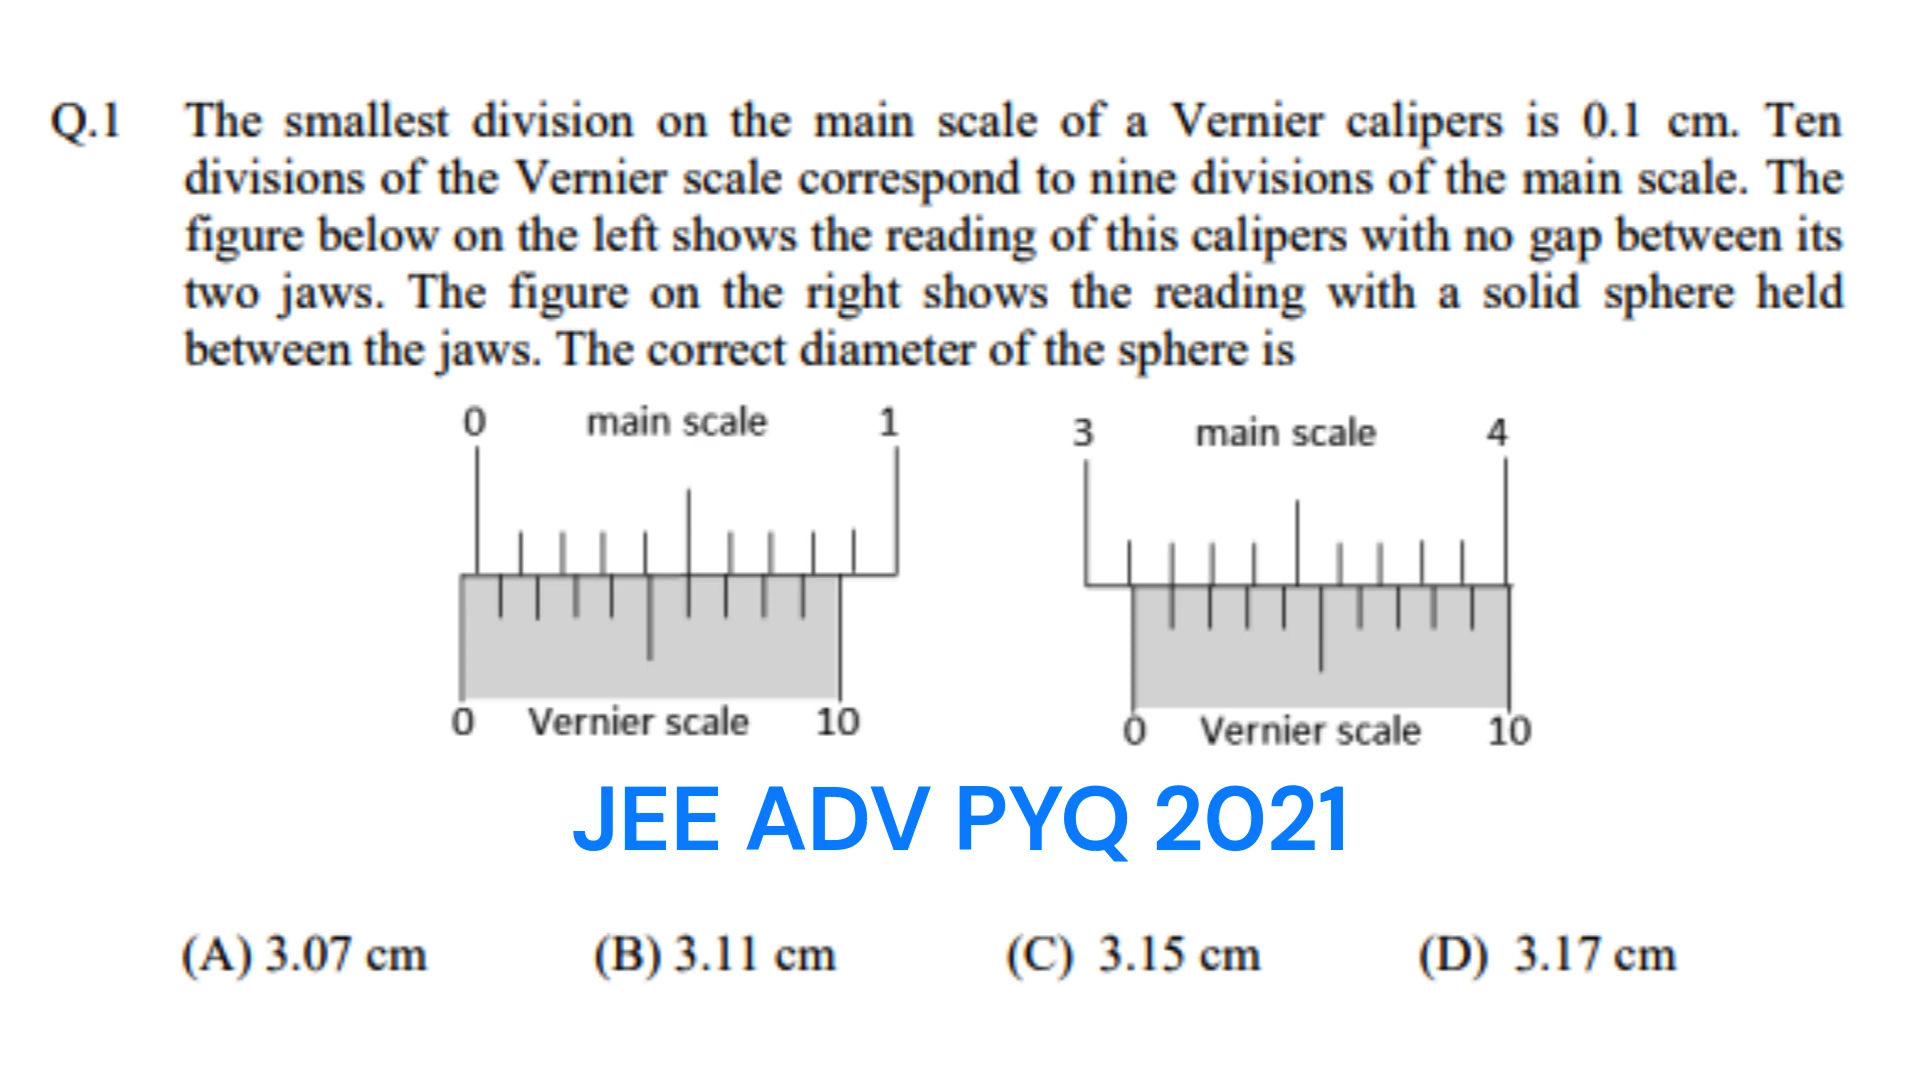 Q.1 The smallest division on the main scale of a Vernier calipers is 0.1 cm. Ten
divisions of the Vernier scale correspond to nine divisions of the main scale. The
figure below on the left shows the reading of this calipers with no gap between its
two jaws. The figure on the right shows the reading with a solid sphere held
between the jaws. The correct diameter of the sphere is
0 main scale 1
3 main scale 4
0 Vernier scale 10
0 Vernier scale 10
JEE ADV PYQ 2021
(A) 3.07 cm (B) 3.11 cm (C) 3.15 cm (D) 3.17 cm